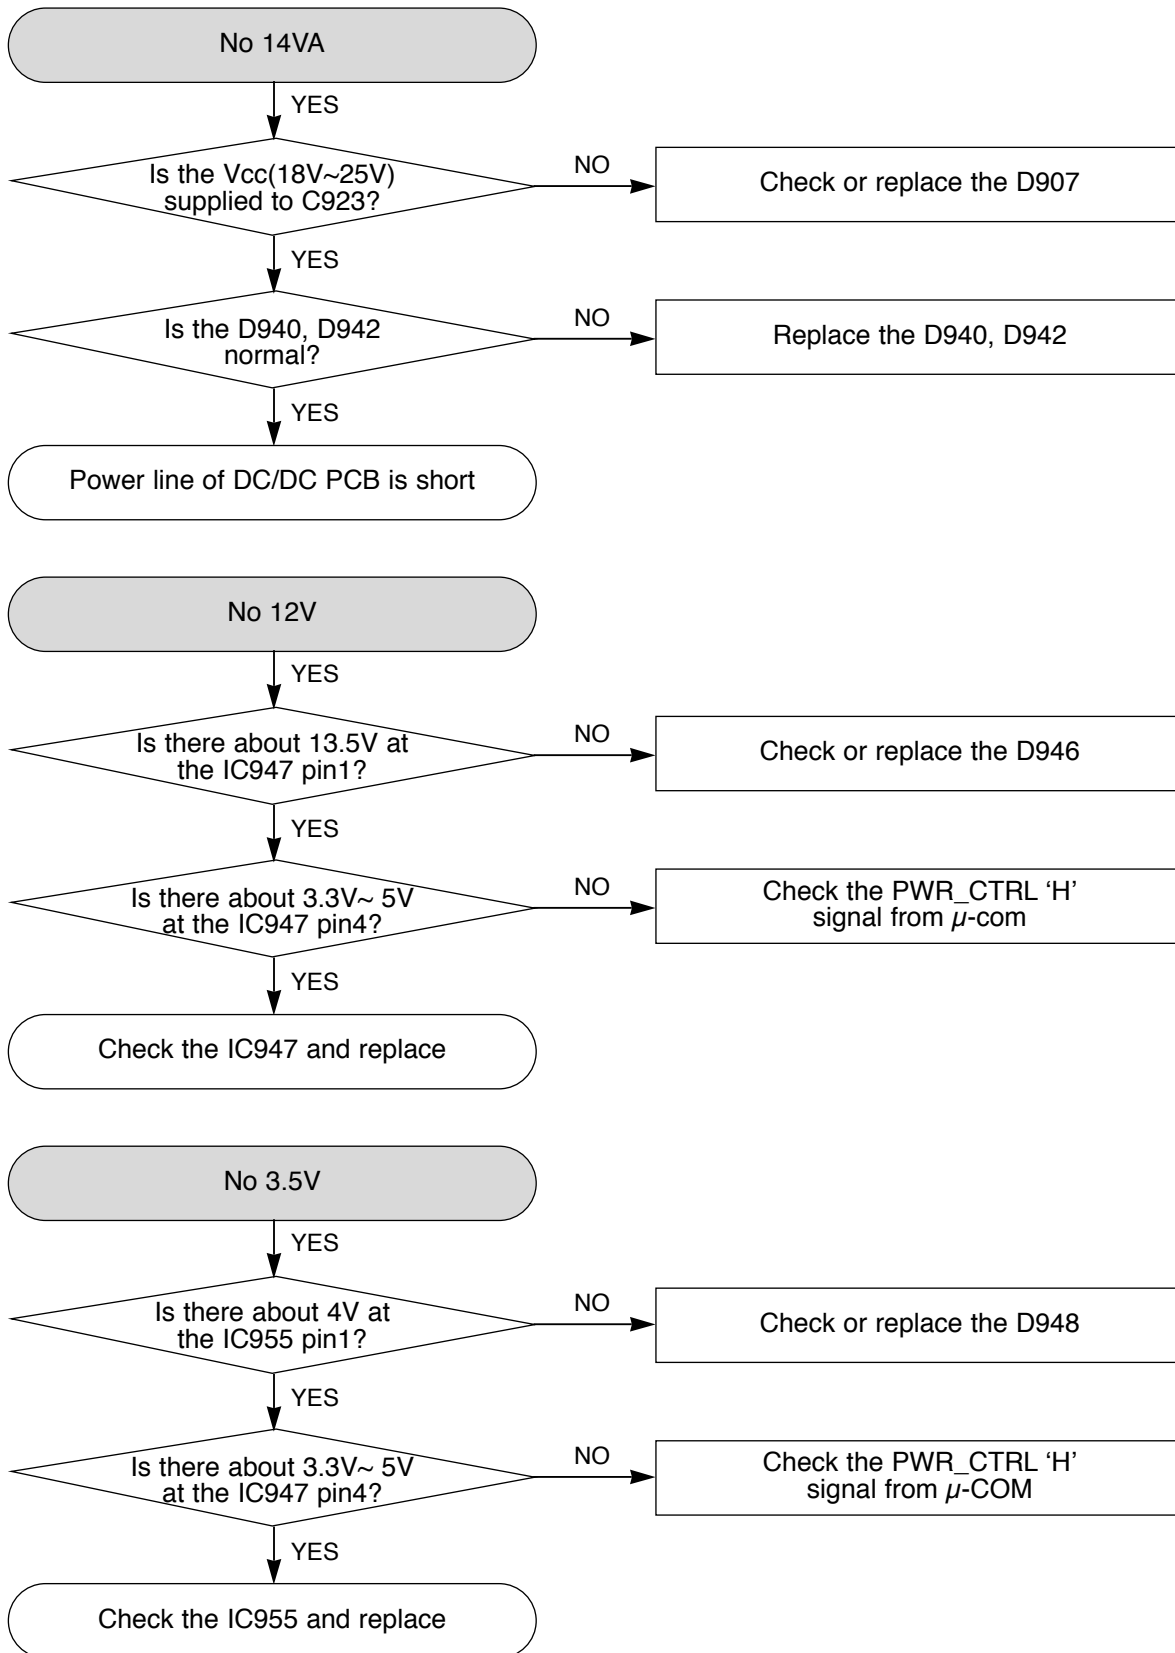 No 14VA
YES
Is the Vcc(18V~25V)
supplied to C923?
NO
Check or replace the D907
YES
Is the D940, D942
normal?
NO
Replace the D940, D942
YES
Power line of DC/DC PCB is short
No 12V
YES
Is there about 13.5V at
the IC947 pin1?
NO
Check or replace the D946
YES
Is there about 3.3V~ 5V
at the IC947 pin4?
NO
Check the PWR_CTRL ‘H’
signal from µ-com
YES
Check the IC947 and replace
No 3.5V
YES
Is there about 4V at
the IC955 pin1?
NO
Check or replace the D948
YES
Is there about 3.3V~ 5V
at the IC947 pin4?
NO
Check the PWR_CTRL ‘H’
signal from µ-COM
YES
Check the IC955 and replace